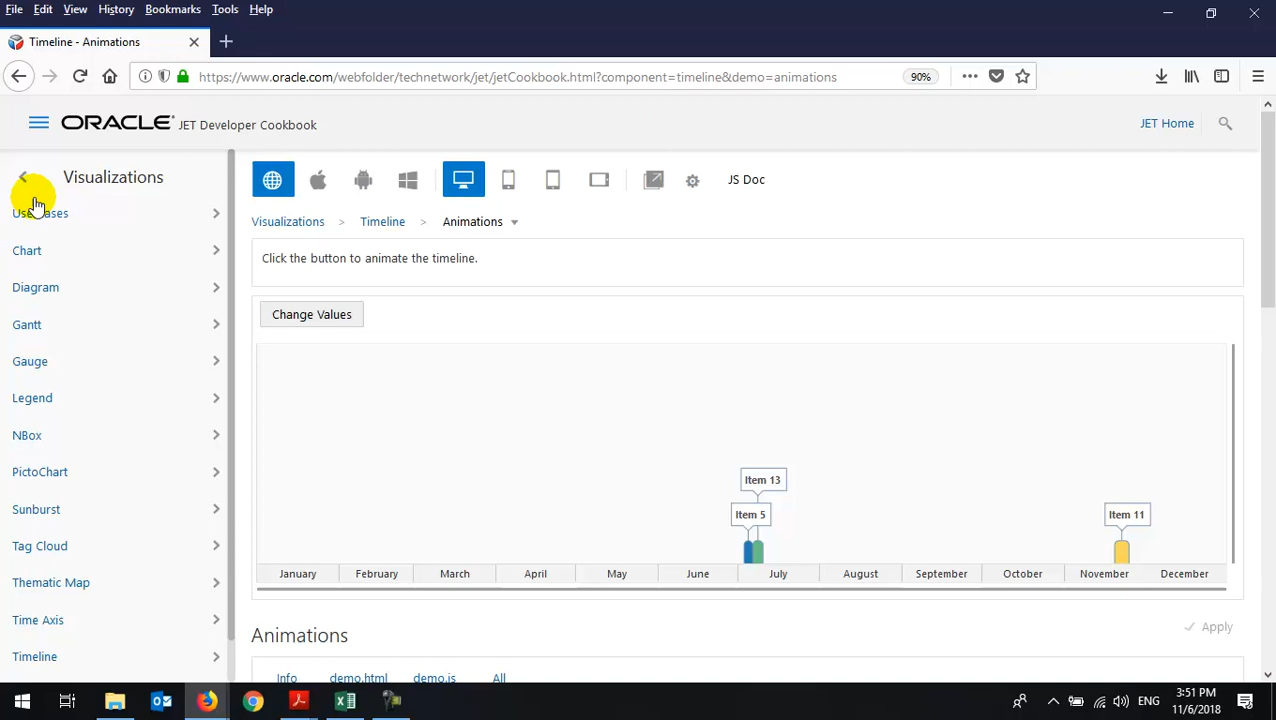 File Edit View History Bookmarks Tools Help
Timeline - Animations
https://www.oracle.com/webfolder/technetwork/jet/jetCookbook.html?component=timeline&demo=animations
90%
ORACLE JET Developer Cookbook
JET Home
Visualizations
JS Doc
Use Cases
Chart
Diagram
Gantt
Gauge
Legend
NBox
PictoChart
Sunburst
Tag Cloud
Thematic Map
Time Axis
Timeline
Visualizations > Timeline > Animations
Click the button to animate the timeline.
Change Values
Item 13
Item 5
Item 11
January February March April May June July August September October November December
Animations
Apply
Info demo.html demo.js All
ENG
3:51 PM
11/6/2018